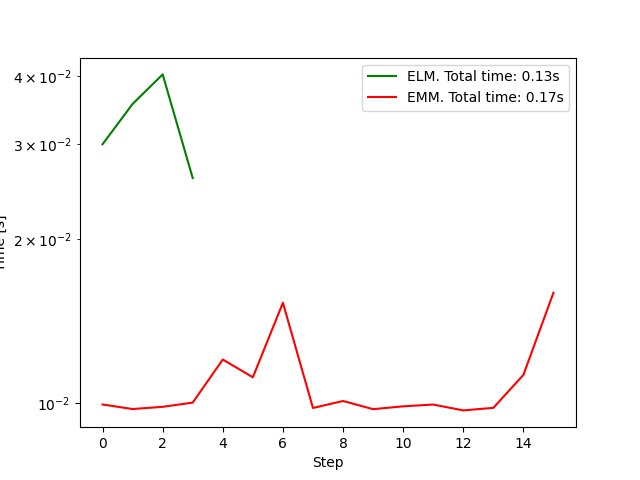 4 × 10⁻²
3 × 10⁻²
2 × 10⁻²
10⁻²
ELM. Total time: 0.13s
EMM. Total time: 0.17s
0 2 4 6 8 10 12 14
Step